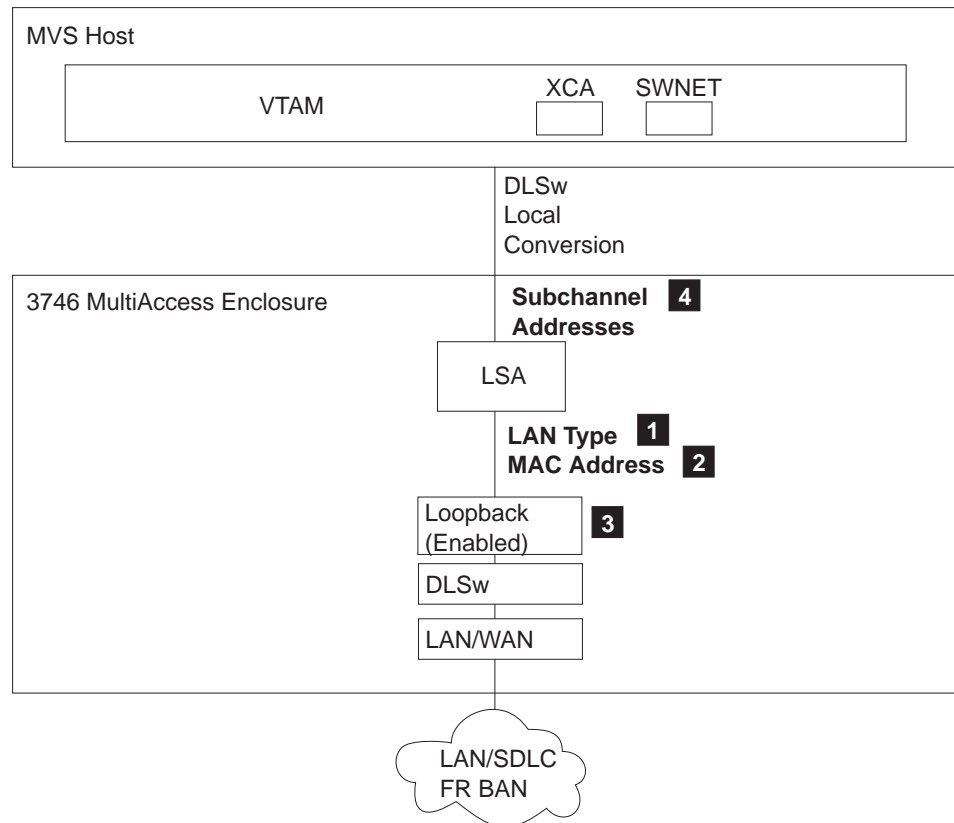 MVS Host
VTAM
XCA SWNET
DLSw
Local
Conversion
3746 MultiAccess Enclosure
Subchannel 4
Addresses
LSA
LAN Type 1
MAC Address 2
Loopback
(Enabled)
3
DLSw
LAN/WAN
LAN/SDLC
FR BAN